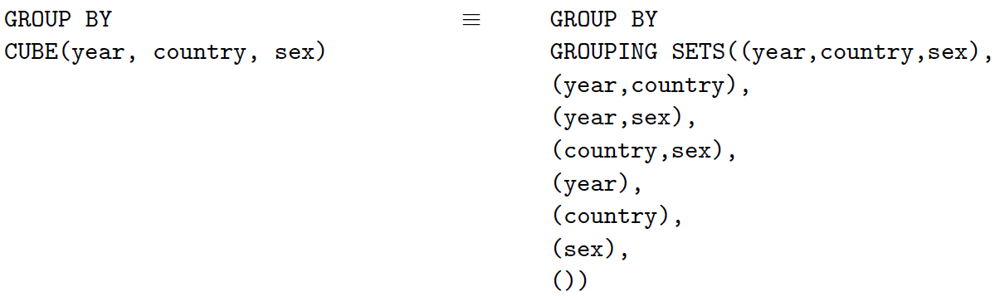 GROUP BY ≡ GROUP BY
CUBE(year, country, sex) GROUPING SETS((year,country,sex),
(year,country),
(year,sex),
(country,sex),
(year),
(country),
(sex),
())